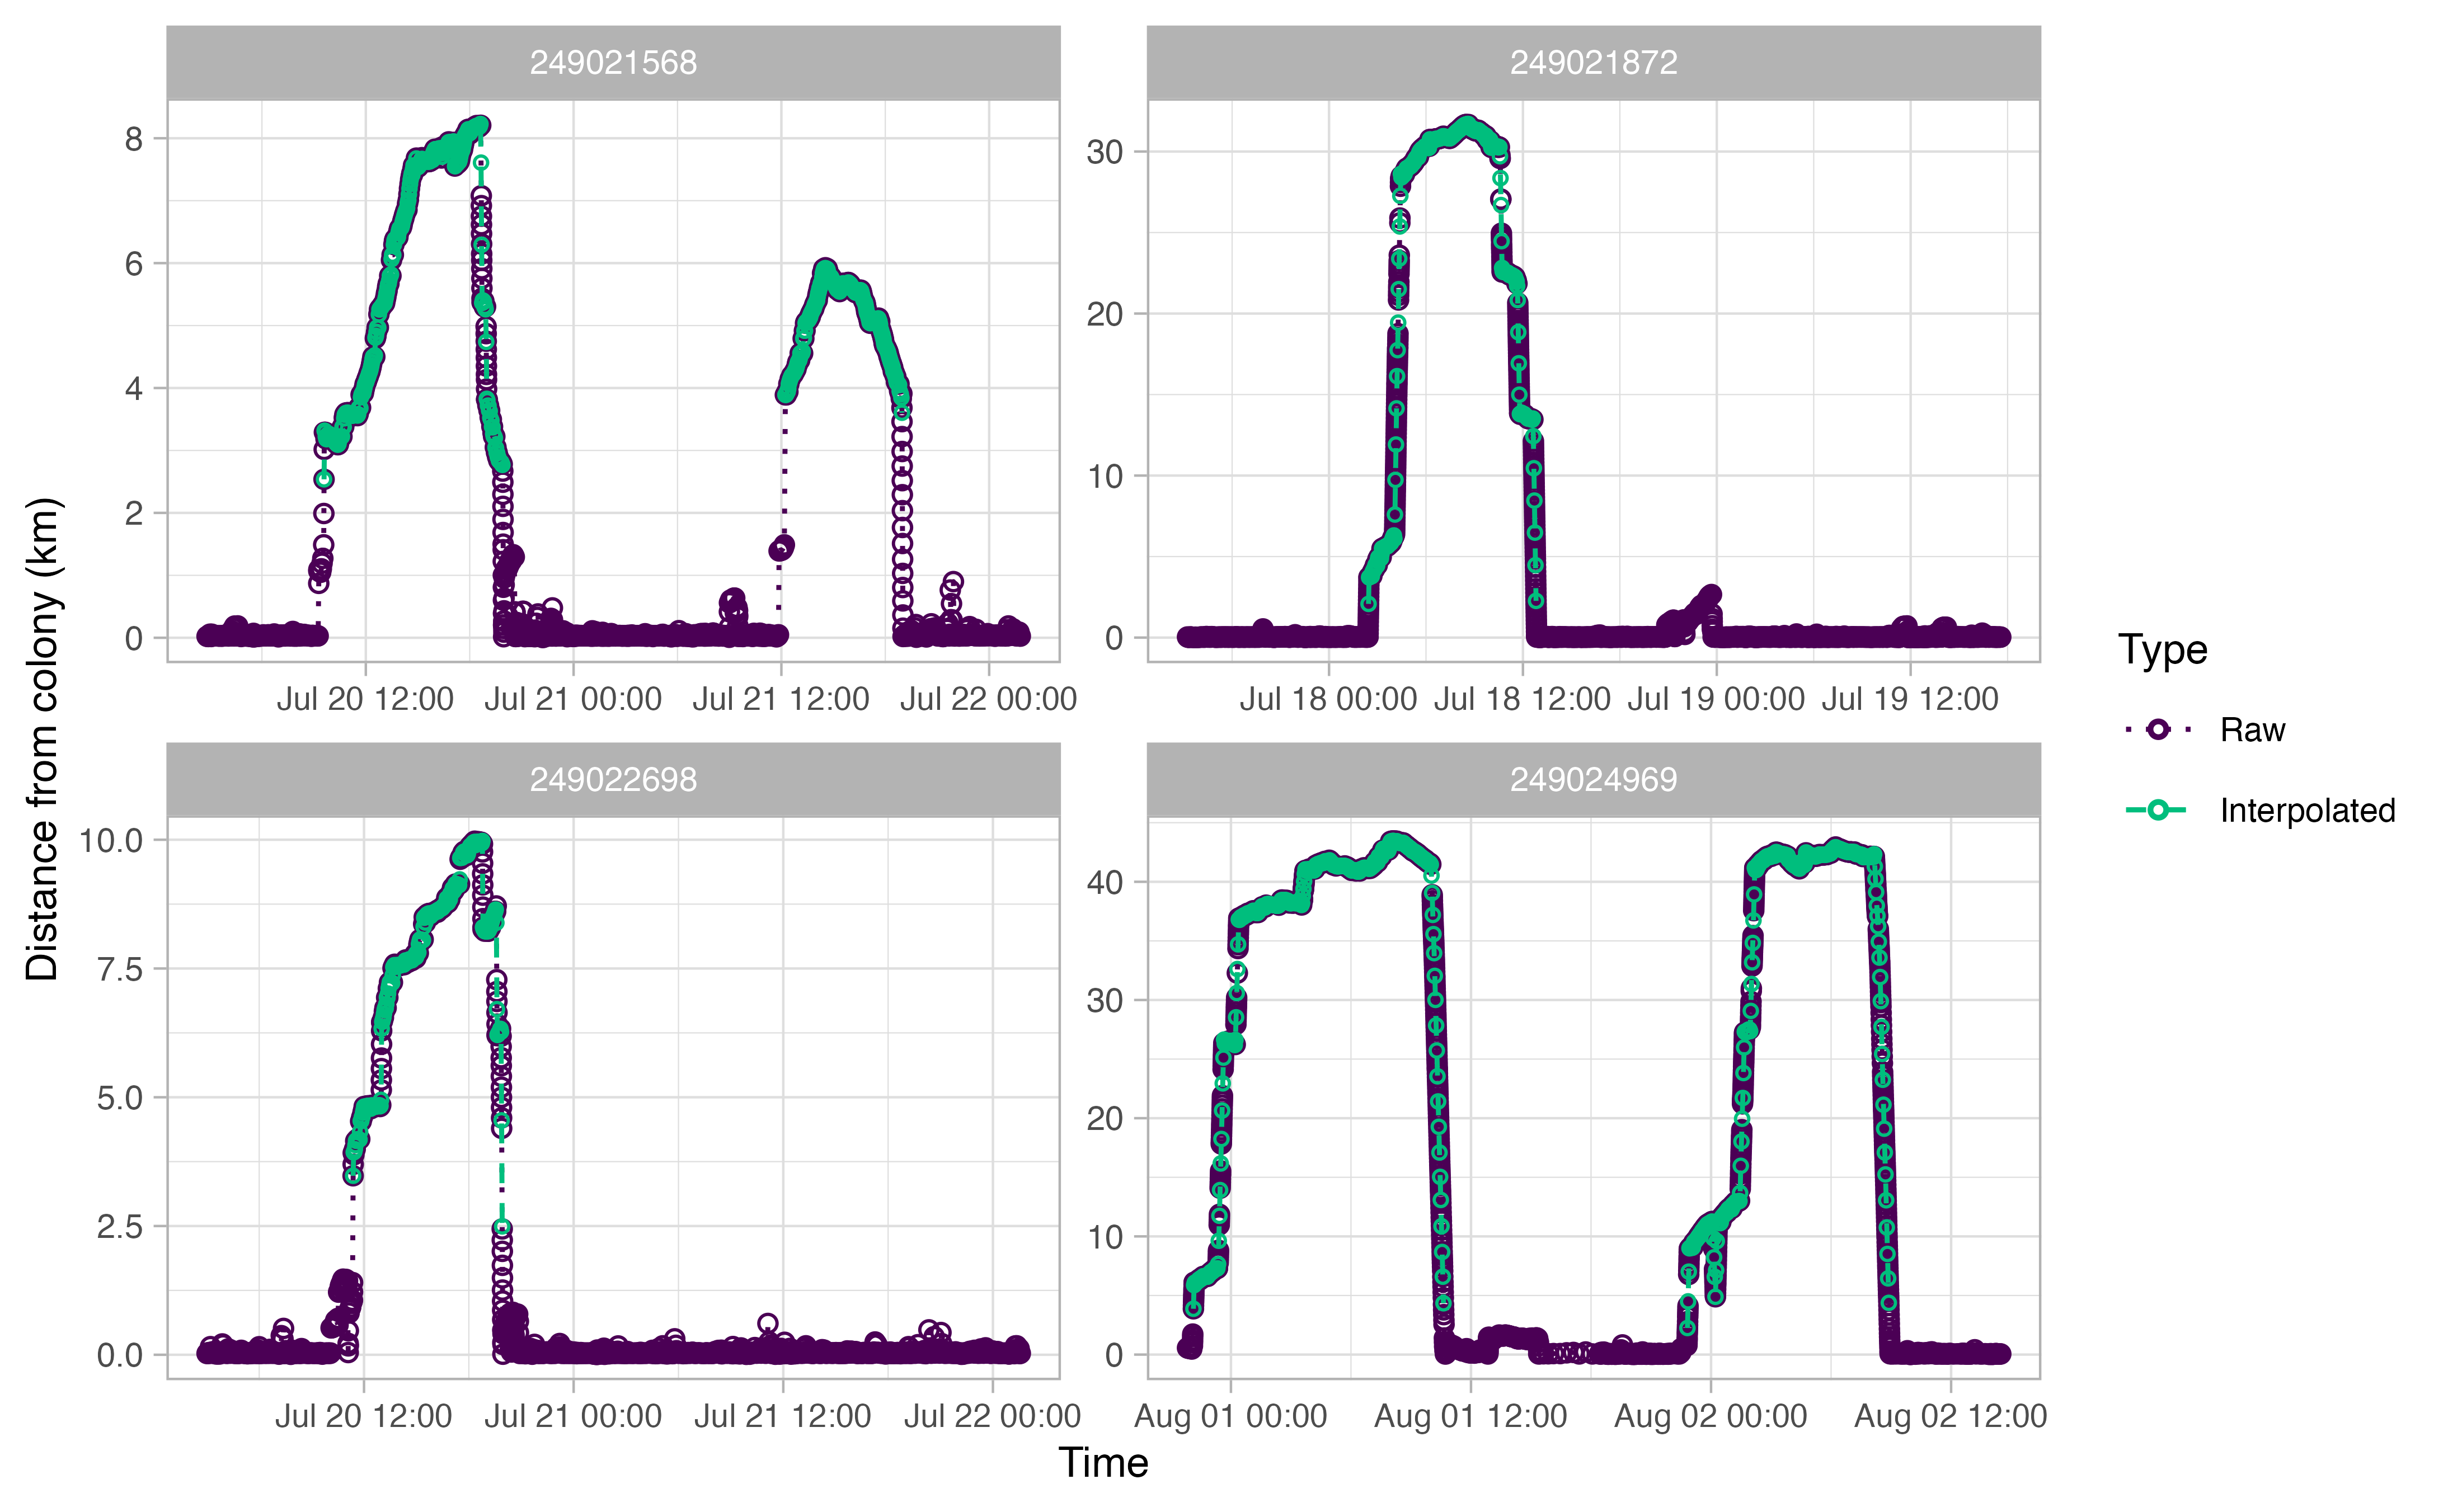 249021568
249021872
8
6
4
2
0
30
20
10
0
Jul 20 12:00 Jul 21 00:00 Jul 21 12:00 Jul 22 00:00
Jul 18 00:00 Jul 18 12:00 Jul 19 00:00 Jul 19 12:00
249022698
249024969
10.0
7.5
5.0
2.5
0.0
40
30
20
10
0
Jul 20 12:00 Jul 21 00:00 Jul 21 12:00 Jul 22 00:00
Aug 01 00:00 Aug 01 12:00 Aug 02 00:00 Aug 02 12:00
Distance from colony (km)
Time
Type
Raw
Interpolated